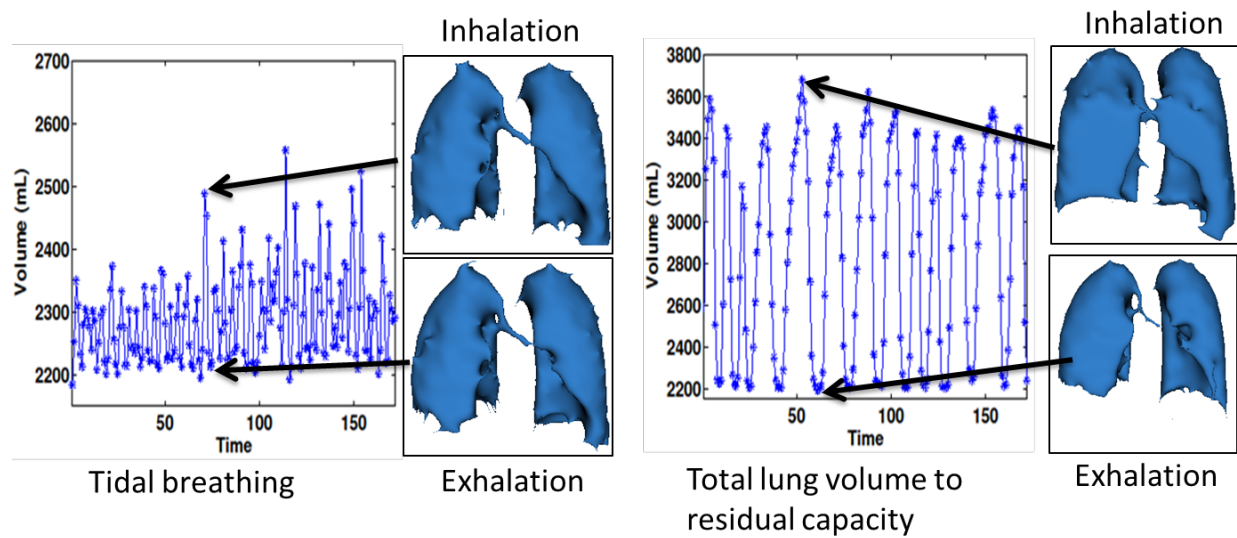 Inhalation
2700
2600
2500
2400
2300
2200
Volume (mL)
50
100
150
Time
Exhalation
Tidal breathing
Inhalation
3800
3600
3400
3200
3000
2800
2600
2400
2200
Volume (mL)
50
100
150
Time
Exhalation
Total lung volume to
residual capacity